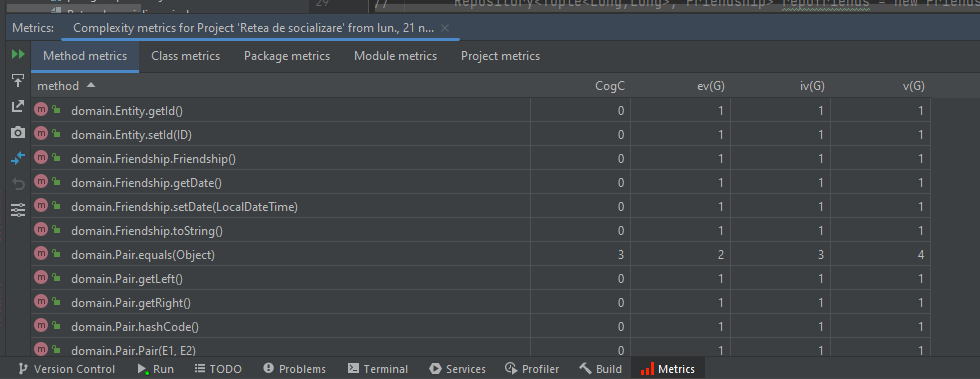 29 // Repository<Tuple<Long,Long>, Friendship> repofriends = new Friends
Metrics: Complexity metrics for Project 'Retea de socializare' from lun., 21 n... ×
Method metrics Class metrics Package metrics Module metrics Project metrics
method CogC ev(G) iv(G) v(G)
domain.Entity.getId() 0 1 1 1
domain.Entity.setId(ID) 0 1 1 1
domain.Friendship.Friendship() 0 1 1 1
domain.Friendship.getDate() 0 1 1 1
domain.Friendship.setDate(LocalDateTime) 0 1 1 1
domain.Friendship.toString() 0 1 1 1
domain.Pair.equals(Object) 3 2 3 4
domain.Pair.getLeft() 0 1 1 1
domain.Pair.getRight() 0 1 1 1
domain.Pair.hashCode() 0 1 1 1
domain.Pair.Pair(E1, E2) 0 1 1 1
Version Control Run TODO Problems Terminal Services Profiler Build Metrics